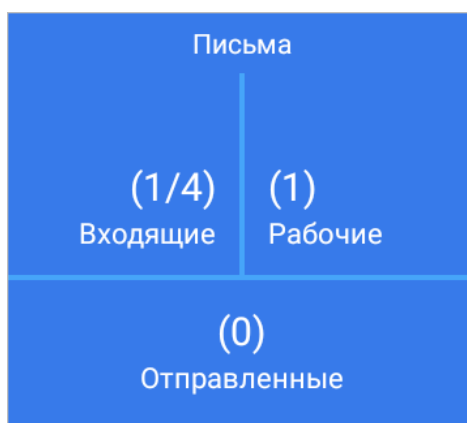 Письма
(1/4) (1)
Входящие Рабочие
(0)
Отправленные